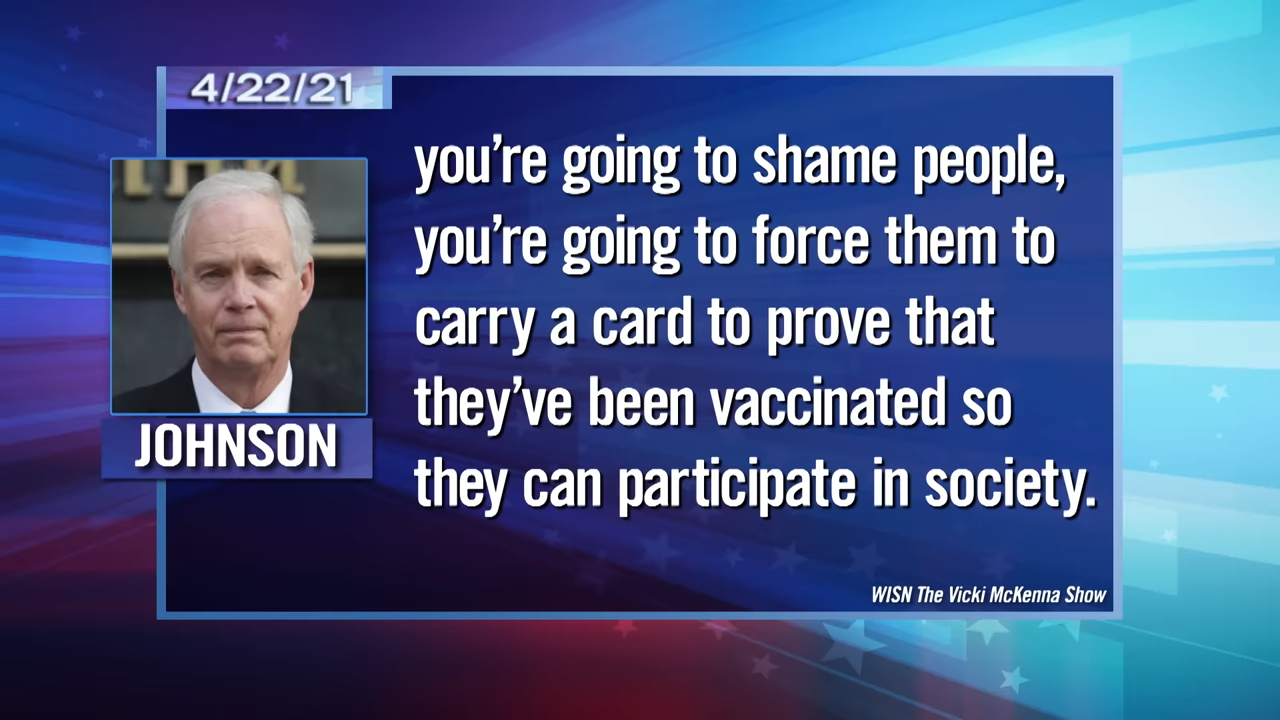 4/22/21
you're going to shame people,
you're going to force them to
carry a card to prove that
they've been vaccinated so
they can participate in society.
JOHNSON
WISN The Vicki McKenna Show